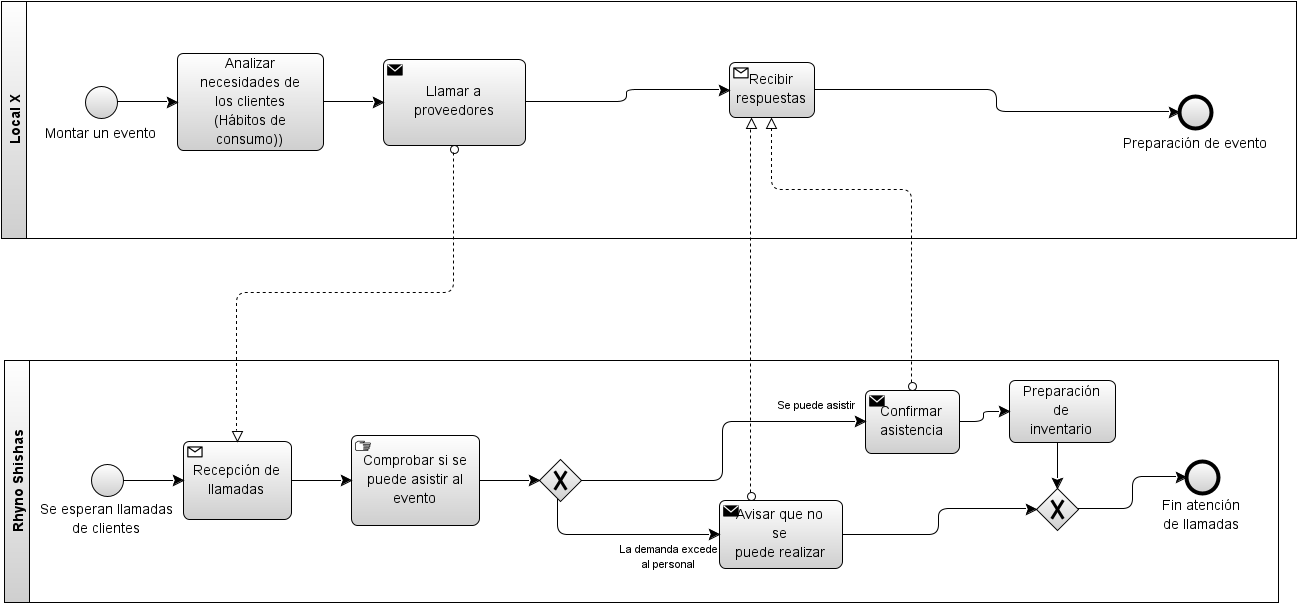 Local X
Montar un evento
Analizar
necesidades de
los clientes
(Hábitos de
consumo))
Llamar a
proveedores
Recibir
respuestas
Preparación de evento
Rhyno Shishas
Se esperan llamadas
de clientes
Recepción de
llamadas
Comprobar si se
puede asistir al
evento
X
Se puede asistir
Confirmar
asistencia
Preparación
de
inventario
La demanda excede
al personal
Avisar que no
se
puede realizar
X
Fin atención
de llamadas